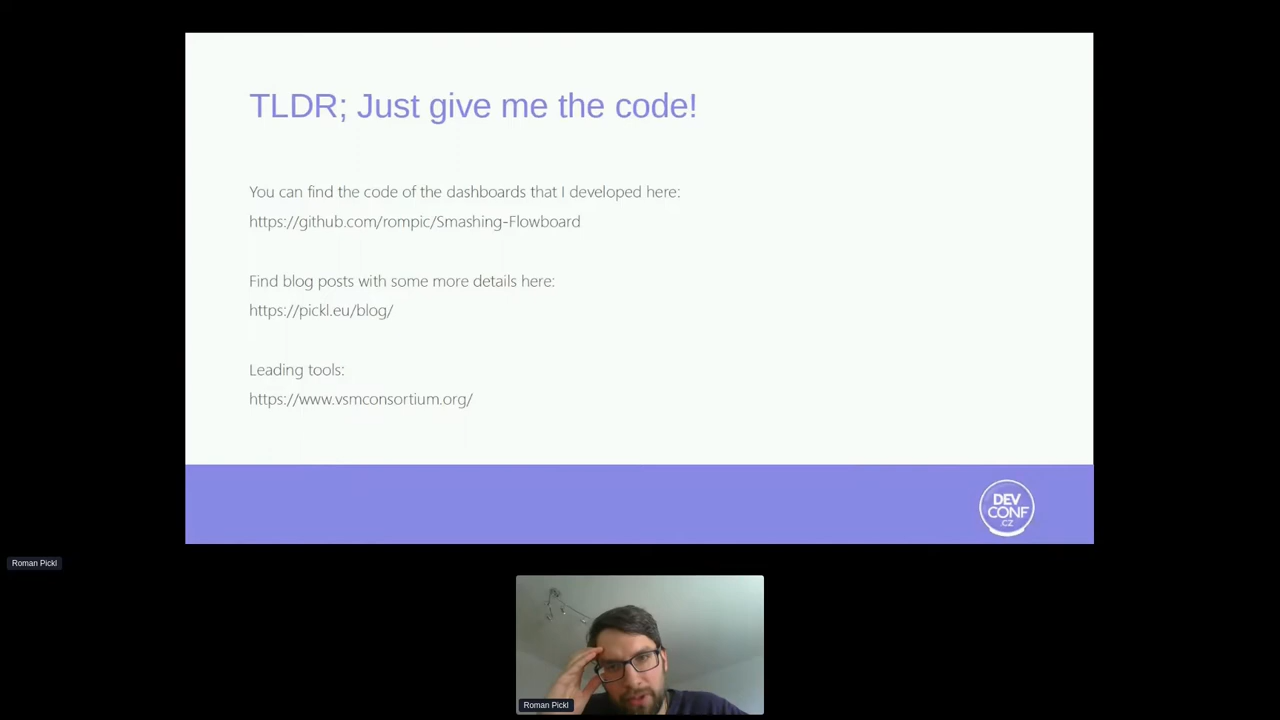 TLDR; Just give me the code!
You can find the code of the dashboards that I developed here:
https://github.com/rompic/Smashing-Flowboard
Find blog posts with some more details here:
https://pickl.eu/blog/
Leading tools:
https://www.vsmconsortium.org/
DEV
CONF
.CZ
Roman Pickl
Roman Pickl